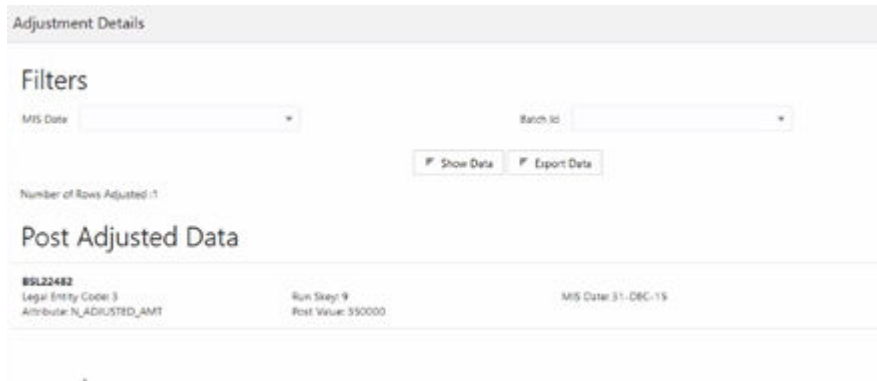 Adjustment Details
Filters
MIS Date
Batch Id
Show Data Export Data
Number of Rows Adjusted :1
Post Adjusted Data
BSL22482
Legal Entity Code: 3 Run Skey: 9 MIS Date: 31-DEC-15
Attribute: N_ADJUSTED_AMT Post Value: 350000